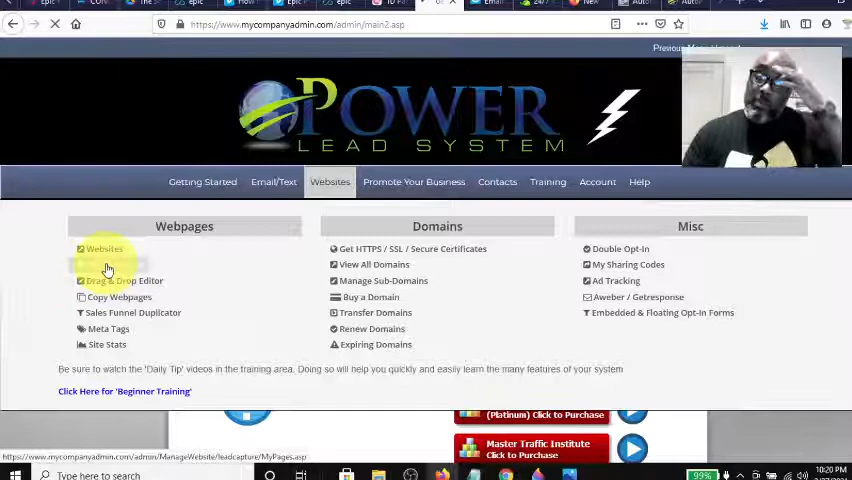 https://www.mycompanyadmin.com/admin/main2.asp
POWER
LEAD SYSTEM
Getting Started Email/Text Websites Promote Your Business Contacts Training Account Help
Webpages Domains Misc
Websites Get HTTPS / SSL / Secure Certificates Double Opt-In
View All Domains My Sharing Codes
Drag & Drop Editor Manage Sub-Domains Ad Tracking
Copy Webpages Buy a Domain Aweber / Getresponse
Sales Funnel Duplicator Transfer Domains Embedded & Floating Opt-In Forms
Meta Tags Renew Domains
Site Stats Expiring Domains
Be sure to watch the 'Daily Tip' videos in the training area. Doing so will help you quickly and easily learn the many features of your system
Click Here for 'Beginner Training'
(Platinum) Click to Purchase
Master Traffic Institute
Click to Purchase
https://www.mycompanyadmin.com/admin/ManageWebsite/leadcapture/MyPages.asp
10:20 PM
Type here to search
99%